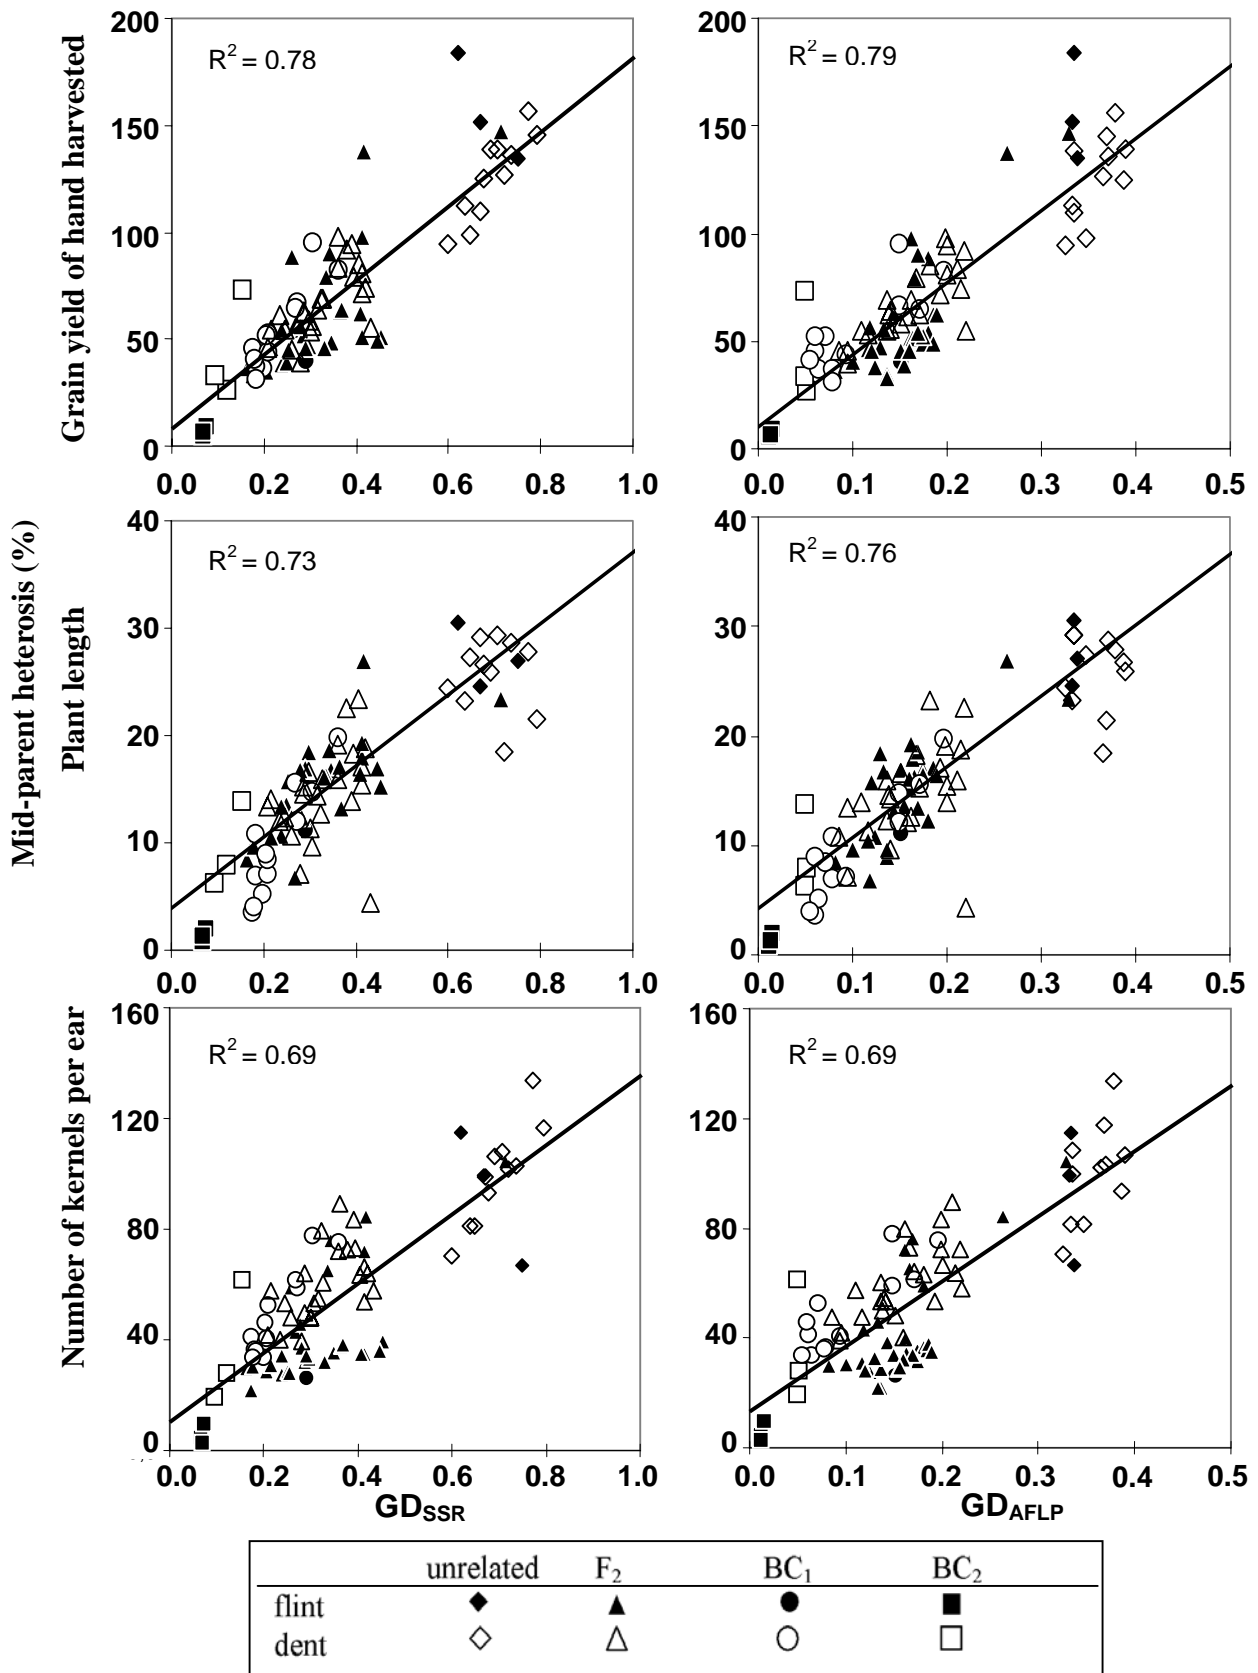 Mid-parent heterosis (%)
Grain yield of hand harvested
200
150
100
50
0
R2 = 0.78
0.0 0.2 0.4 0.6 0.8 1.0
200
150
100
50
0
R2 = 0.79
0.0 0.1 0.2 0.3 0.4 0.5
Plant length
40
30
20
10
0
R2 = 0.73
0.0 0.2 0.4 0.6 0.8 1.0
40
30
20
10
0
R2 = 0.76
0.0 0.1 0.2 0.3 0.4 0.5
Number of kernels per ear
160
120
80
40
0
R2 = 0.69
0.0 0.2 0.4 0.6 0.8 1.0
GDSSR
160
120
80
40
0
R2 = 0.69
0.0 0.1 0.2 0.3 0.4 0.5
GDAFLP
unrelated F2 BC1 BC2
flint
dent